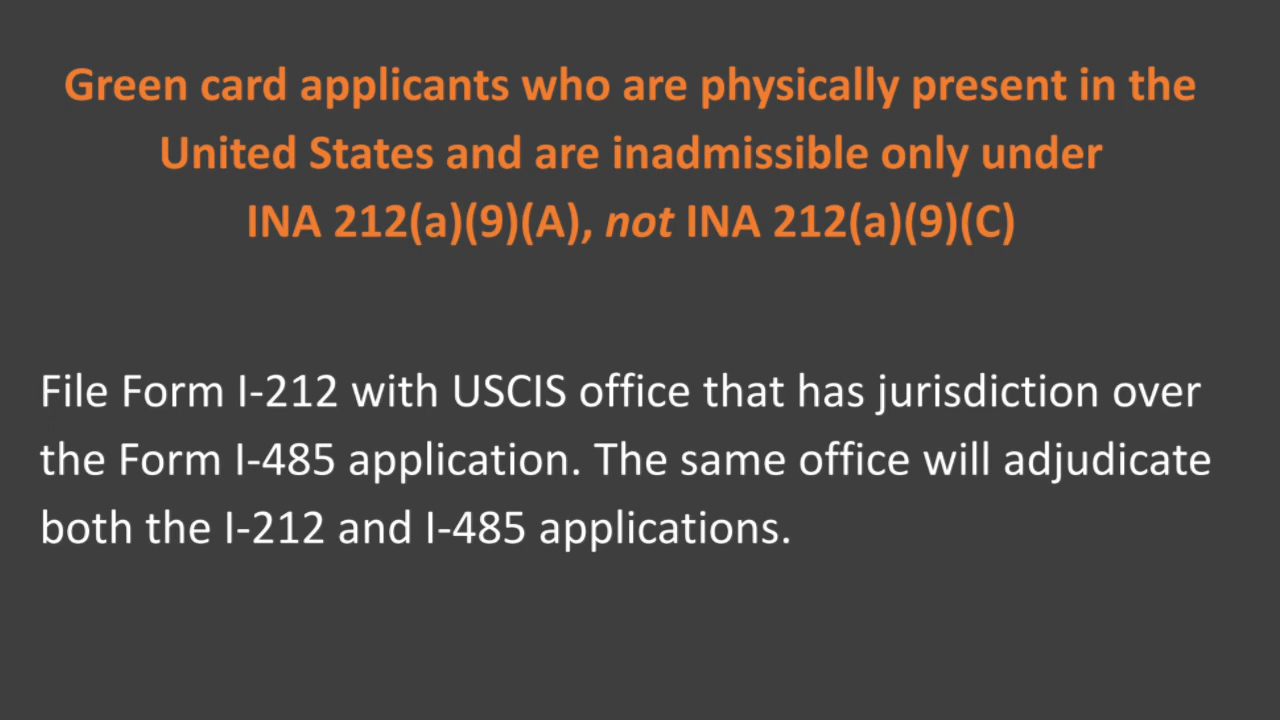 Green card applicants who are physically present in the
United States and are inadmissible only under
INA 212(a)(9)(A), not INA 212(a)(9)(C)
File Form I-212 with USCIS office that has jurisdiction over
the Form I-485 application. The same office will adjudicate
both the I-212 and I-485 applications.